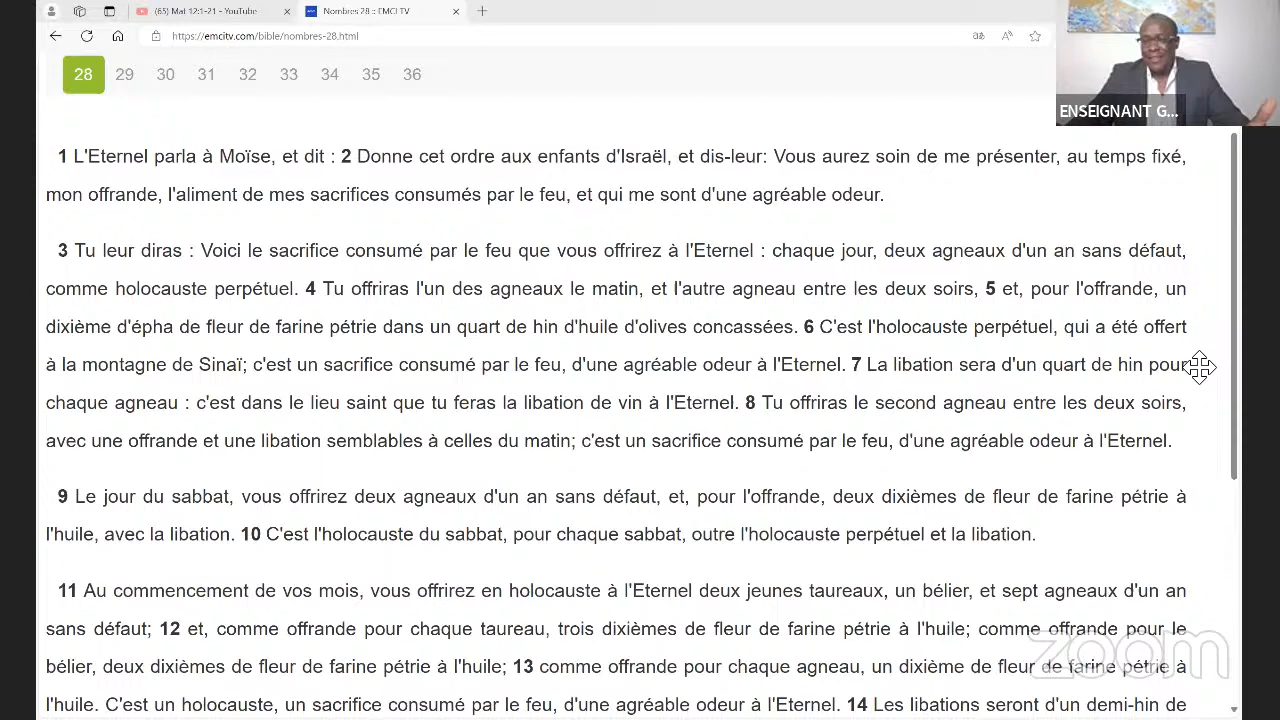 (65) Mat 12:1-21 - YouTube
Nombres 28 :: EMCI TV
https://emcitv.com/bible/nombres-28.html
28 29 30 31 32 33 34 35 36
ENSEIGNANT G...
1 L'Eternel parla à Moïse, et dit : 2 Donne cet ordre aux enfants d'Israël, et dis-leur: Vous aurez soin de me présenter, au temps fixé,
mon offrande, l'aliment de mes sacrifices consumés par le feu, et qui me sont d'une agréable odeur.
3 Tu leur diras : Voici le sacrifice consumé par le feu que vous offrirez à l'Eternel : chaque jour, deux agneaux d'un an sans défaut,
comme holocauste perpétuel. 4 Tu offriras l'un des agneaux le matin, et l'autre agneau entre les deux soirs, 5 et, pour l'offrande, un
dixième d'épha de fleur de farine pétrie dans un quart de hin d'huile d'olives concassées. 6 C'est l'holocauste perpétuel, qui a été offert
à la montagne de Sinaï; c'est un sacrifice consumé par le feu, d'une agréable odeur à l'Eternel. 7 La libation sera d'un quart de hin pour
chaque agneau : c'est dans le lieu saint que tu feras la libation de vin à l'Eternel. 8 Tu offriras le second agneau entre les deux soirs,
avec une offrande et une libation semblables à celles du matin; c'est un sacrifice consumé par le feu, d'une agréable odeur à l'Eternel.
9 Le jour du sabbat, vous offrirez deux agneaux d'un an sans défaut, et, pour l'offrande, deux dixièmes de fleur de farine pétrie à
l'huile, avec la libation. 10 C'est l'holocauste du sabbat, pour chaque sabbat, outre l'holocauste perpétuel et la libation.
11 Au commencement de vos mois, vous offrirez en holocauste à l'Eternel deux jeunes taureaux, un bélier, et sept agneaux d'un an
sans défaut; 12 et, comme offrande pour chaque taureau, trois dixièmes de fleur de farine pétrie à l'huile; comme offrande pour le
bélier, deux dixièmes de fleur de farine pétrie à l'huile; 13 comme offrande pour chaque agneau, un dixième de fleur de farine pétrie à
l'huile. C'est un holocauste, un sacrifice consumé par le feu, d'une agréable odeur à l'Eternel. 14 Les libations seront d'un demi-hin de
zoom